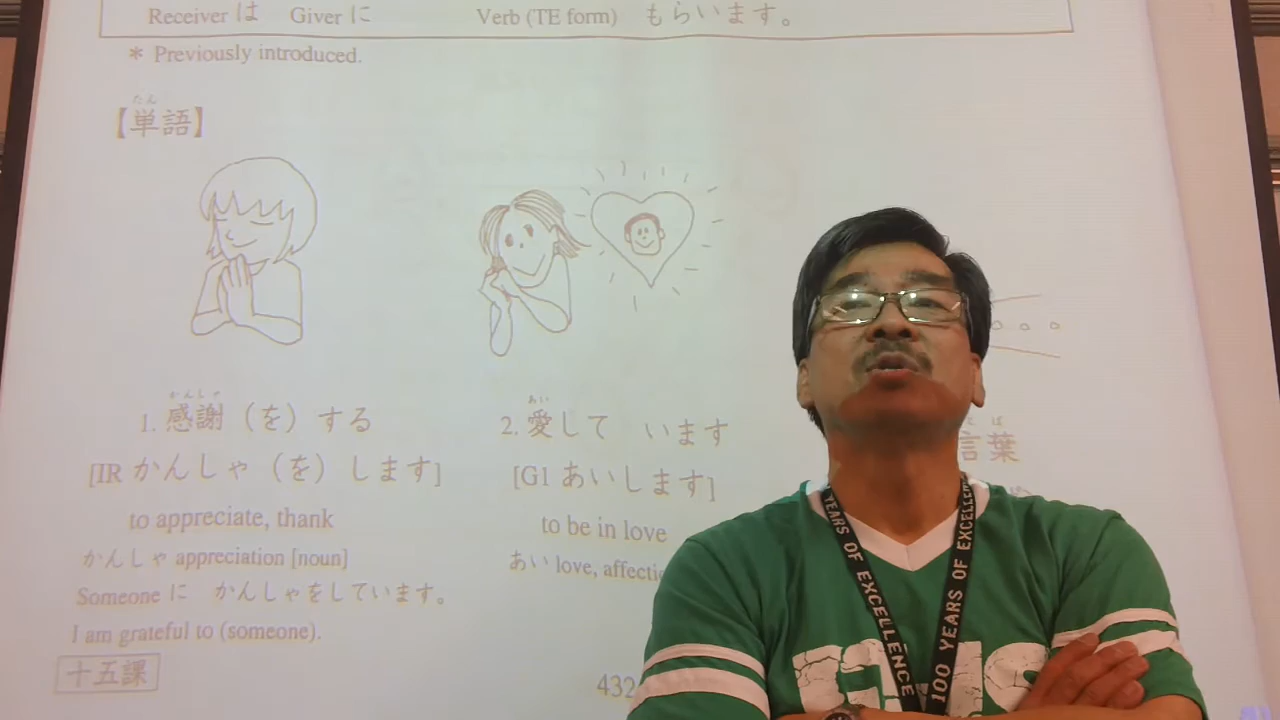 Receiver は Giver に Verb (TE form) もらいます。
* Previously introduced.
たん
【単語】
かんしゃ
1. 感謝（を）する
[IR かんしゃ（を）します]
to appreciate, thank
かんしゃ appreciation [noun]
Someone に かんしゃをしています。
I am grateful to (someone).
十五課
あい
2. 愛して います
[G1 あいします]
to be in love
あい love,
432
とば
言葉
YEARS OF EXCELLENCE
100 YEARS OF EXCELLENCE